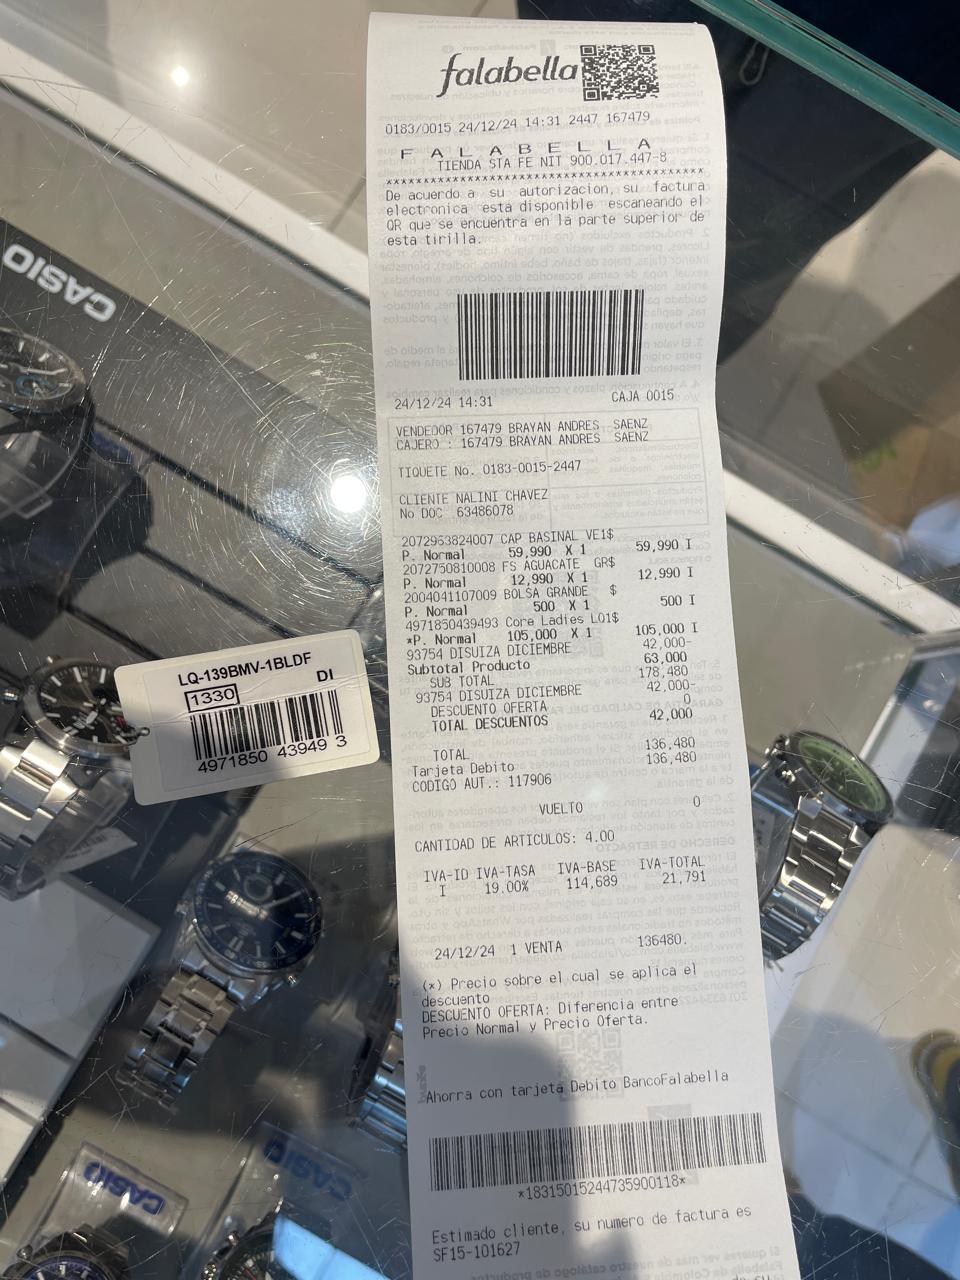 falabella
0183/0015 24/12/24 14:31 2447 167479
F A L A B E L L A
TIENDA STA FE NIT 900.017.447-8
****************************************
De acuerdo a su autorizacion, su factura
electronica esta disponible escaneando el
QR que se encuentra en la parte superior de
esta tirilla.
24/12/24 14:31 CAJA 0015
VENDEDOR 167479 BRAYAN ANDRES SAENZ
CAJERO : 167479 BRAYAN ANDRES SAENZ
TIQUETE No. 0183-0015-2447
CLIENTE NALINI CHAVEZ
No DOC 63486078
2072963824007 CAP BASINAL VE1$
P. Normal 59,990 X 1 59,990 I
2072750810008 FS AGUACATE GR$
P. Normal 12,990 X 1 12,990 I
2004041107009 BOLSA GRANDE $
P. Normal 500 X 1 500 I
4971850439493 Core Ladies LO1$
*P. Normal 105,000 X 1 105,000 I
93754 DISUIZA DICIEMBRE 42,000-
Subtotal Producto 63,000
SUB TOTAL 178,480
93754 DISUIZA DICIEMBRE 42,000-
DESCUENTO OFERTA 0
TOTAL DESCUENTOS 42,000
TOTAL 136,480
Tarjeta Debito 136,480
CODIGO AUT.: 117906
VUELTO 0
CANTIDAD DE ARTICULOS: 4.00
IVA-ID IVA-TASA IVA-BASE IVA-TOTAL
I 19.00% 114,689 21,791
24/12/24 1 VENTA 136480.
(*) Precio sobre el cual se aplica el
descuento
DESCUENTO OFERTA: Diferencia entre
Precio Normal y Precio Oferta.
Ahorra con tarjeta Debito BancoFalabella
*18315015244735900118*
Estimado cliente, su numero de factura es
SF15-101627
LQ-139BMV-1BLDF
1330 DI
4971850 43949 3
CASIO
CASIO
CASIO